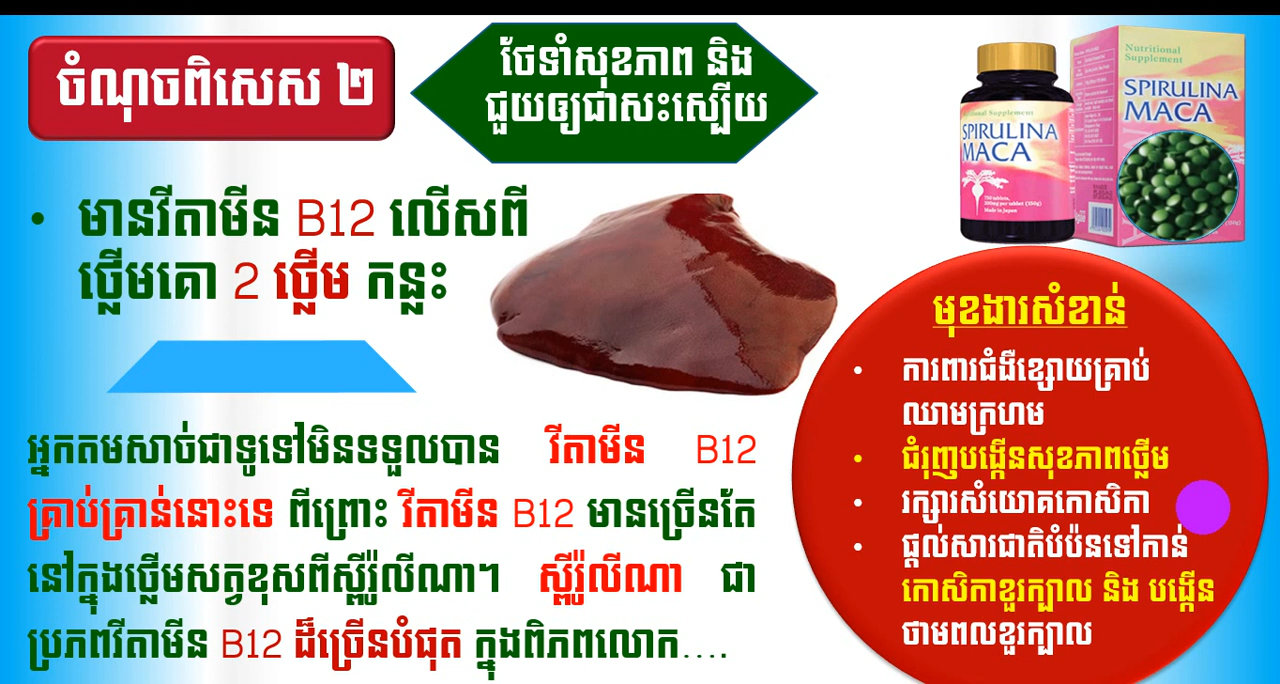 ចំណុចពិសេស ២
ថែទាំសុខភាព និង
ជួយឲ្យជាសះស្បើយ
Nutritional
Supplement
SPIRULINA
MACA
Nutritional Supplement
SPIRULINA
MACA
Made in Japan
• មានវីតាមីន B12 លើសពី
ថ្លើមគោ 2 ថ្លើម កន្លះ
អ្នកតមសាច់ជាទូទៅមិនទទួលបាន វីតាមីន B12
គ្រាប់គ្រាន់នោះទេ ពីព្រោះ វីតាមីន B12 មានច្រើនតែ
នៅក្នុងថ្លើមសត្វខុសពីស្ពីរ៉ូលីណា។ ស្ពីរ៉ូលីណា ជា
ប្រភពវីតាមីន B12 ដ៏ច្រើនបំផុត ក្នុងពិភពលោក....
មុខងារសំខាន់
• ការពារជំងឺខ្សោយគ្រាប់
ឈាមក្រហម
• ជំរុញបង្កើនសុខភាពថ្លើម
• រក្សារសំយោគកោសិកា
• ផ្តល់សារជាតិបំប៉នទៅកាន់
កោសិកាខួរក្បាល និង បង្កើន
ថាមពលខួរក្បាល